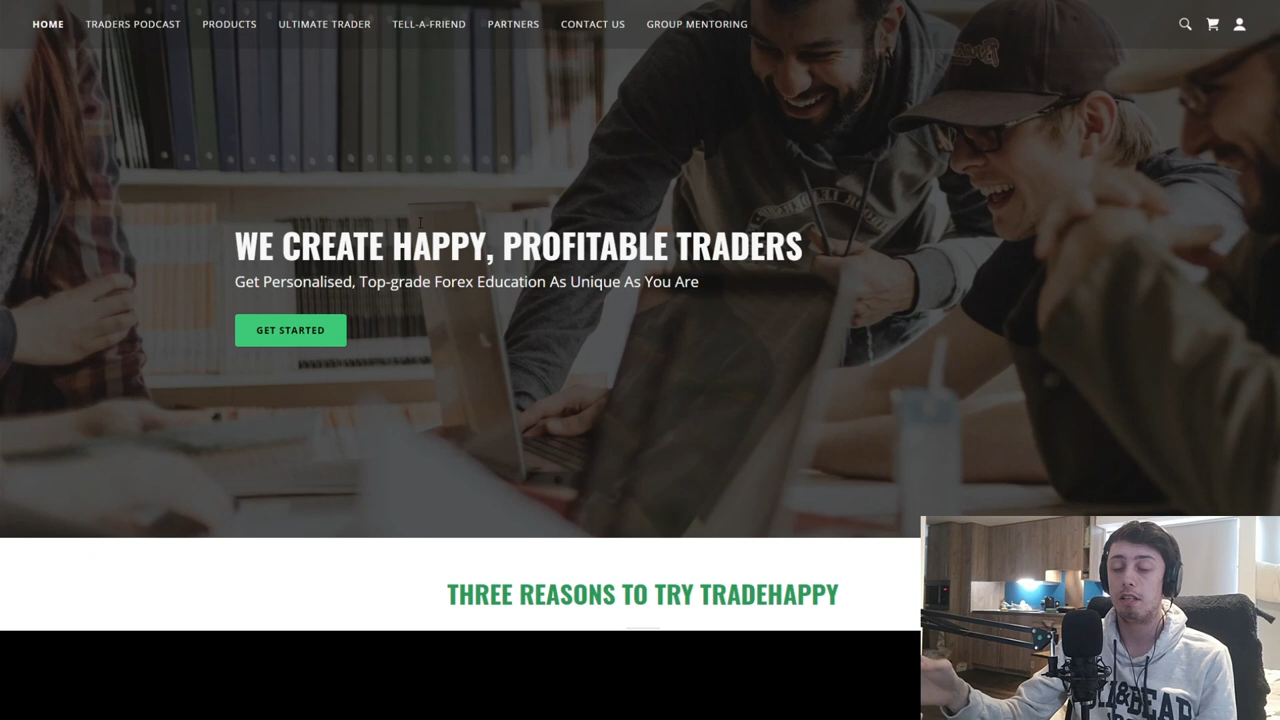 HOME TRADERS PODCAST PRODUCTS ULTIMATE TRADER TELL-A-FRIEND PARTNERS CONTACT US GROUP MENTORING
WE CREATE HAPPY, PROFITABLE TRADERS
Get Personalised, Top-grade Forex Education As Unique As You Are
GET STARTED
THREE REASONS TO TRY TRADEHAPPY